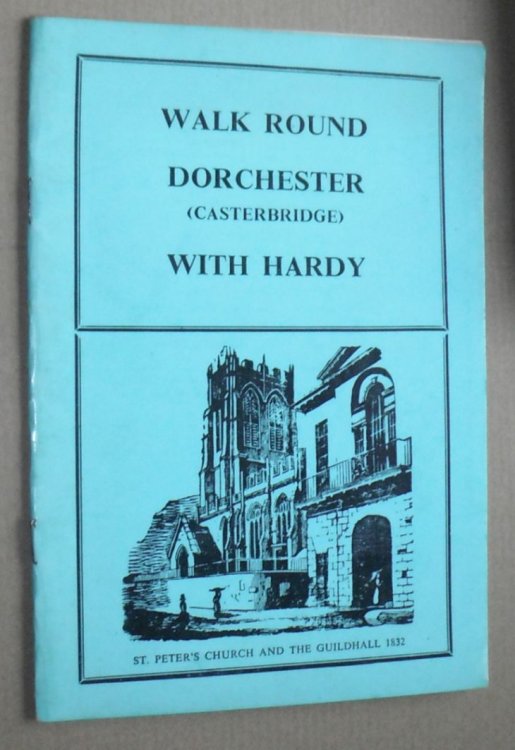 WALK ROUND
DORCHESTER
(CASTERBRIDGE)
WITH HARDY
ST. PETER'S CHURCH AND THE GUILDHALL 1832